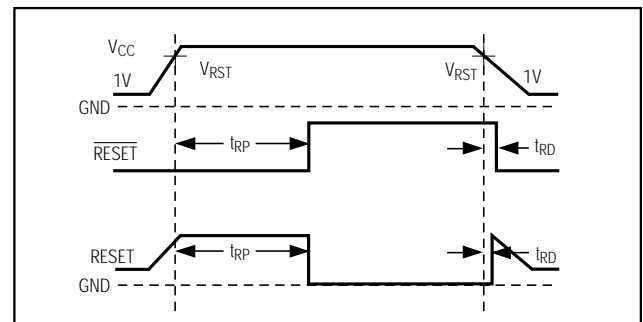 VCC
1V VRST VRST 1V
GND
RESET tRP tRD
RESET tRP tRD
GND